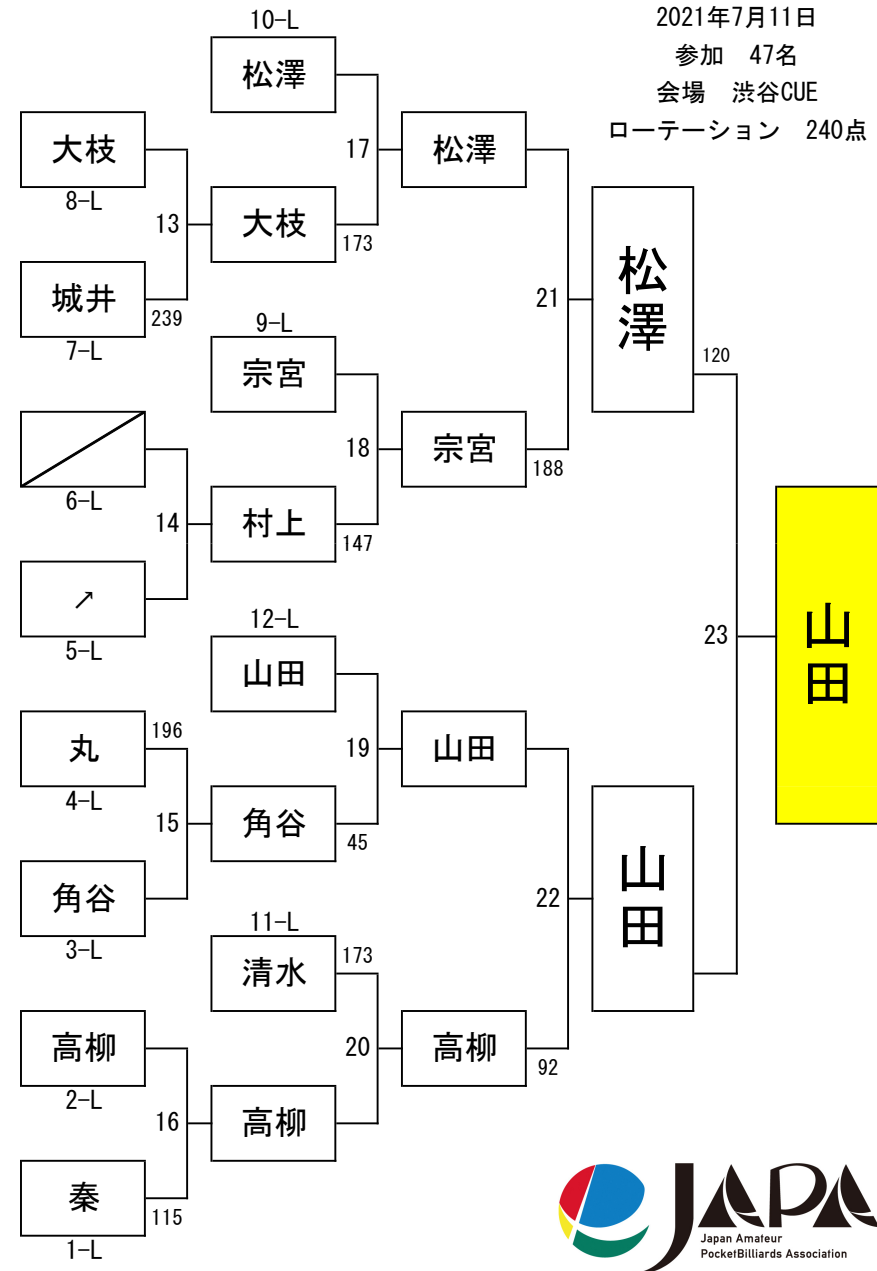 2021年7月11日
参加　47名
会場　渋谷CUE
ローテーション　240点
10-L
松澤
大枝
8-L
17
松澤
13
大枝
173
城井
239
7-L
21
松澤
120
9-L
宗宮
18
宗宮
188
6-L
14
村上
147
↗
5-L
12-L
山田
23
山田
丸
196
4-L
19
山田
15
角谷
45
角谷
3-L
22
山田
11-L
清水
173
高柳
2-L
20
高柳
92
16
高柳
秦
115
1-L
JAPA
Japan Amateur
PocketBilliards Association